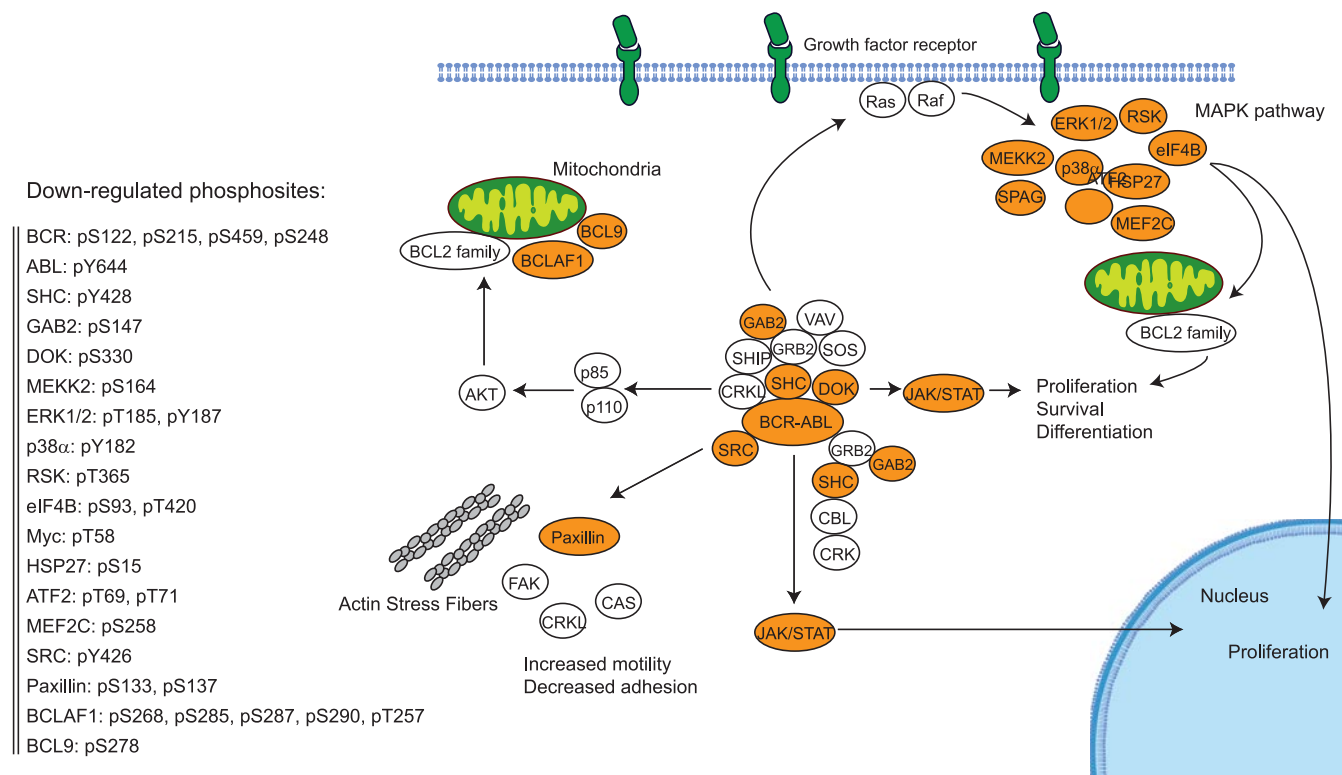 Growth factor receptor
Ras
Raf
MAPK pathway
ERK1/2
RSK
eIF4B
MEKK2
p38α
ATF2
HSP27
SPAG
MEF2C
BCL2 family
Mitochondria
BCL9
BCL2 family
BCLAF1
Down-regulated phosphosites:
BCR: pS122, pS215, pS459, pS248
ABL: pY644
SHC: pY428
GAB2: pS147
DOK: pS330
MEKK2: pS164
ERK1/2: pT185, pY187
p38α: pY182
RSK: pT365
eIF4B: pS93, pT420
Myc: pT58
HSP27: pS15
ATF2: pT69, pT71
MEF2C: pS258
SRC: pY426
Paxillin: pS133, pS137
BCLAF1: pS268, pS285, pS287, pS290, pT257
BCL9: pS278
AKT
p85
p110
GAB2
VAV
SHIP
GRB2
SOS
CRKL
SHC
DOK
BCR-ABL
SRC
GRB2
GAB2
SHC
CBL
CRK
JAK/STAT
Proliferation
Survival
Differentiation
Paxillin
FAK
CAS
CRKL
Actin Stress Fibers
Increased motility
Decreased adhesion
JAK/STAT
Nucleus
Proliferation